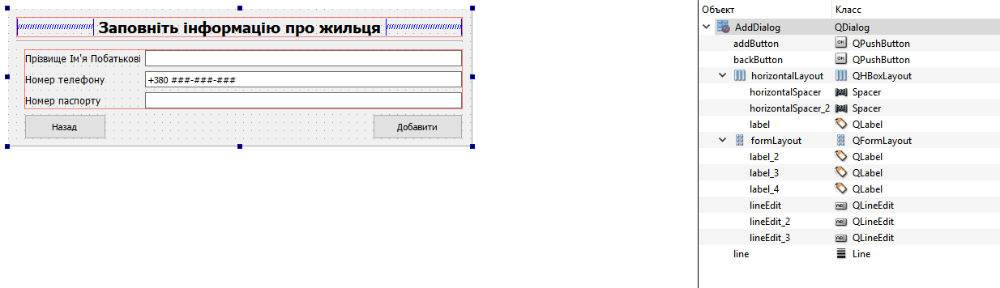 Заповніть інформацію про жильця
Прізвище Ім'я Побатькові
Номер телефону +380 ###-###-###
Номер паспорту
Назад Добавити
Объект Класс
AddDialog QDialog
addButton QPushButton
backButton QPushButton
horizontalLayout QHBoxLayout
horizontalSpacer Spacer
horizontalSpacer_2 Spacer
label QLabel
formLayout QFormLayout
label_2 QLabel
label_3 QLabel
label_4 QLabel
lineEdit QLineEdit
lineEdit_2 QLineEdit
lineEdit_3 QLineEdit
line Line